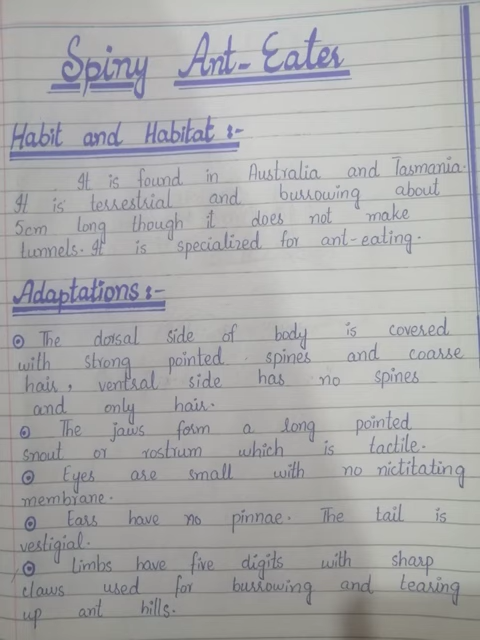 Spiny Ant-Eater
Habit and Habitat :-
It is found in Australia and Tasmania.
It is terrestrial and burrowing about
5cm long though it does not make
tunnels. It is specialized for ant-eating.
Adaptations :-
The dorsal side of body is covered
with strong pointed spines and coarse
hair, ventral side has no spines
and only hair.
The jaws form a long pointed
snout or rostrum which is tactile.
Eyes are small with no nictitating
membrane.
Ears have no pinnae. The tail is
vestigial.
Limbs have five digits with sharp
claws used for burrowing and tearing
up ant hills.